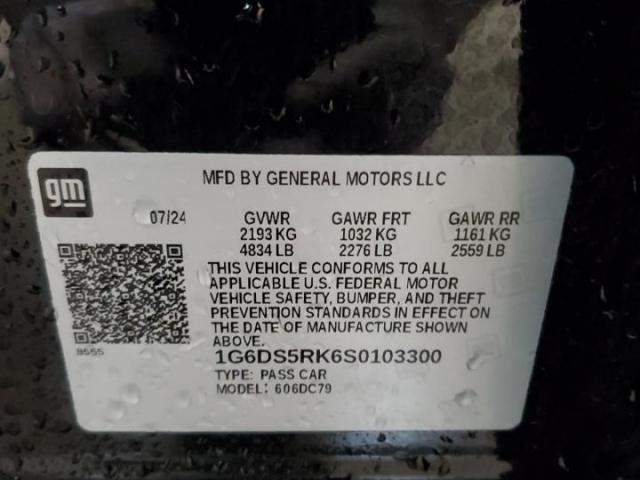 gm
MFD BY GENERAL MOTORS LLC
07/24 GVWR GAWR FRT GAWR RR
2193 KG 1032 KG 1161 KG
4834 LB 2276 LB 2559 LB
THIS VEHICLE CONFORMS TO ALL
APPLICABLE U.S. FEDERAL MOTOR
VEHICLE SAFETY, BUMPER, AND THEFT
PREVENTION STANDARDS IN EFFECT ON
THE DATE OF MANUFACTURE SHOWN
ABOVE.
1G6DS5RK6S0103300
TYPE: PASS CAR
MODEL: 606DC79